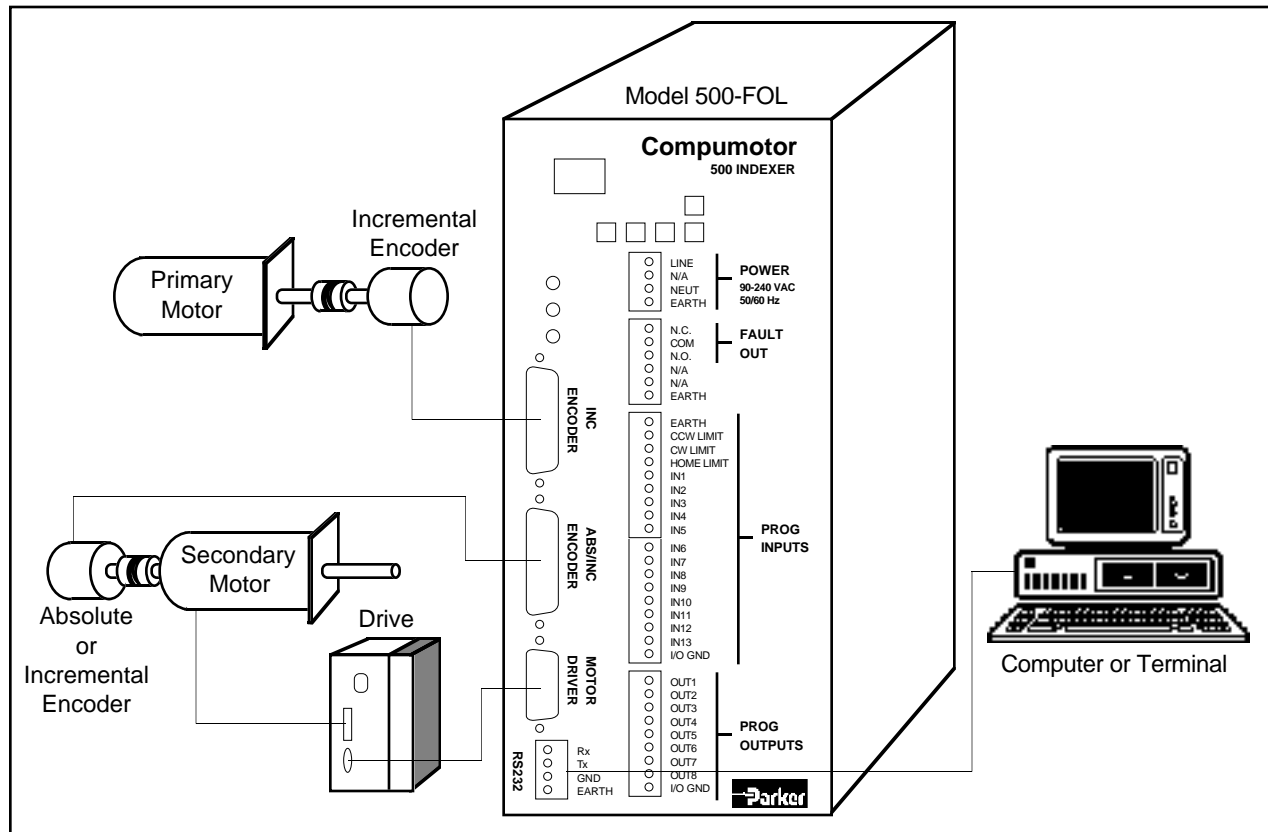 Model 500-FOL
Compumotor
500 INDEXER
Incremental
Encoder
Primary
Motor
LINE
N/A
NEUT
EARTH
POWER
90-240 VAC
50/60 Hz
N.C.
COM
N.O.
N/A
N/A
EARTH
FAULT
OUT
INC
ENCODER
EARTH
CCW LIMIT
CW LIMIT
HOME LIMIT
IN1
IN2
IN3
IN4
IN5
IN6
IN7
IN8
IN9
IN10
IN11
IN12
IN13
I/O GND
PROG
INPUTS
ABS/INC
ENCODER
Secondary
Motor
Absolute
or
Incremental
Encoder
Drive
MOTOR
DRIVER
OUT1
OUT2
OUT3
OUT4
OUT5
OUT6
OUT7
OUT8
I/O GND
PROG
OUTPUTS
RS232
Rx
Tx
GND
EARTH
Parker
Computer or Terminal